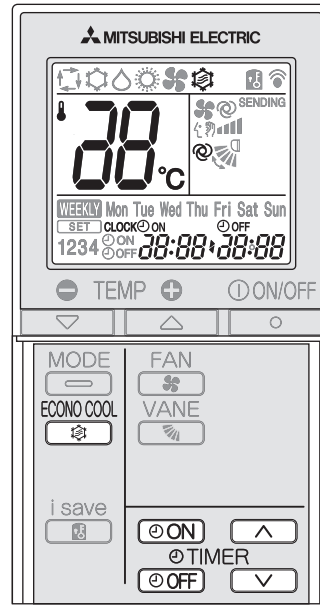 MITSUBISHI ELECTRIC
SENDING
88°C
WEEKLY Mon Tue Wed Thu Fri Sat Sun
SET CLOCK ON OFF
1234 ON OFF 88:88 88:88
TEMP ON/OFF
MODE FAN
ECONO COOL VANE
i save
ON
TIMER
OFF